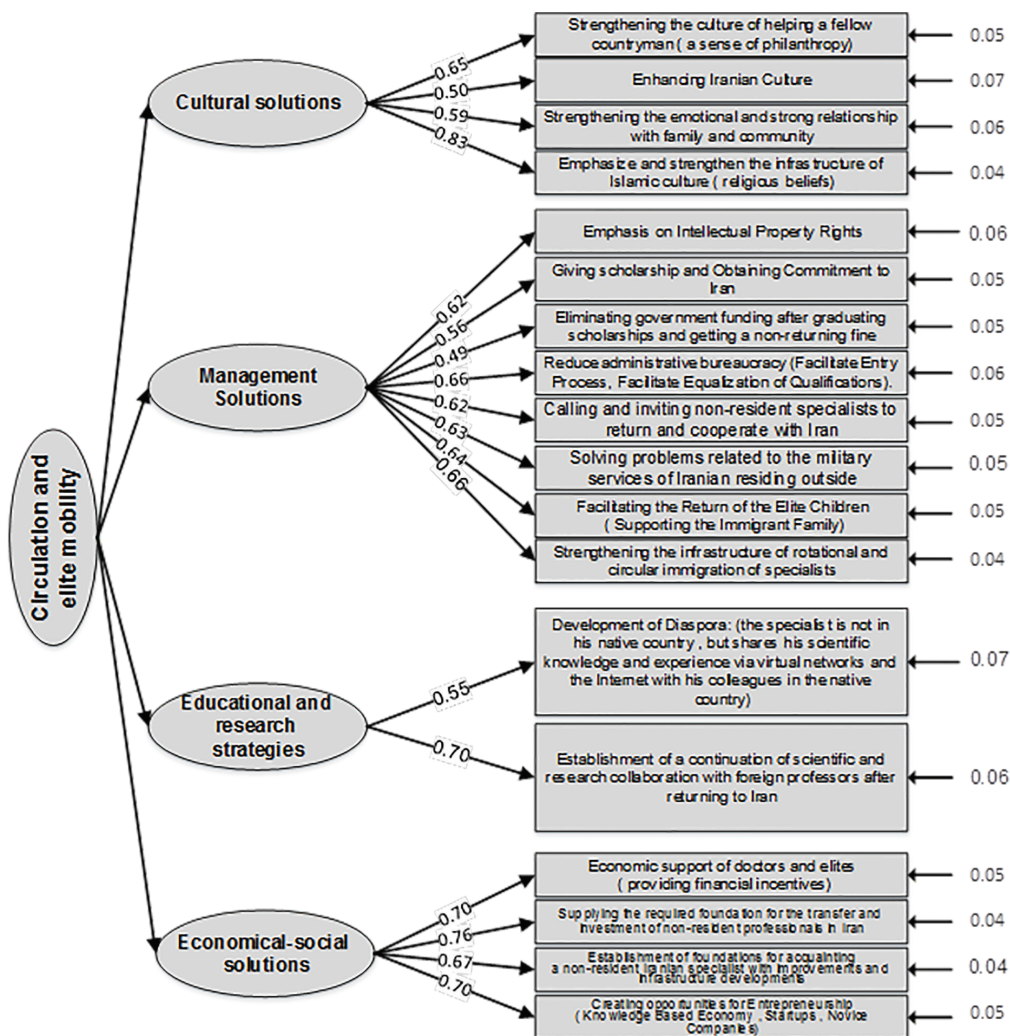 Circulation and
elite mobility
Cultural solutions
0.65
0.50
0.59
0.83
Strengthening the culture of helping a fellow
countryman ( a sense of philanthropy)
0.05
Enhancing Iranian Culture
0.07
Strengthening the emotional and strong relationship
with family and community
0.06
Emphasize and strengthen the infrastructure of
Islamic culture ( religious beliefs)
0.04
Management
Solutions
0.62
0.56
0.49
0.66
0.62
0.63
0.64
0.66
Emphasis on Intellectual Property Rights
0.06
Giving scholarship and Obtaining Commitment to
Iran
0.05
Eliminating government funding after graduating
scholarships and getting a non-returning fine
0.05
Reduce administrative bureaucracy (Facilitate Entry
Process, Facilitate Equalization of Qualifications).
0.06
Calling and inviting non-resident specialists to
return and cooperate with Iran
0.05
Solving problems related to the military
services of Iranian residing outside
0.05
Facilitating the Return of the Elite Children
( Supporting the Immigrant Family)
0.05
Strengthening the infrastructure of rotational and
circular immigration of specialists
0.04
Educational and
research
strategies
0.55
0.70
Development of Diaspora: (the specialist is not in
his native country , but shares his scientific
knowledge and experience via virtual networks and
the Internet with his colleagues in the native
country)
0.07
Establishment of a continuation of scientific and
research collaboration with foreign professors after
returning to Iran
0.06
Economical-social
solutions
0.70
0.76
0.67
0.70
Economic support of doctors and elites
( providing financial incentives)
0.05
Supplying the required foundation for the transfer and
investment of non-resident professionals in Iran
0.04
Establishment of foundations for acquainting
a non-resident Iranian specialist with improvements and
infrastructure developments
0.04
Creating opportunities for Entrepreneurship
( Knowledge Based Economy , Startups , Novice
Companies)
0.05